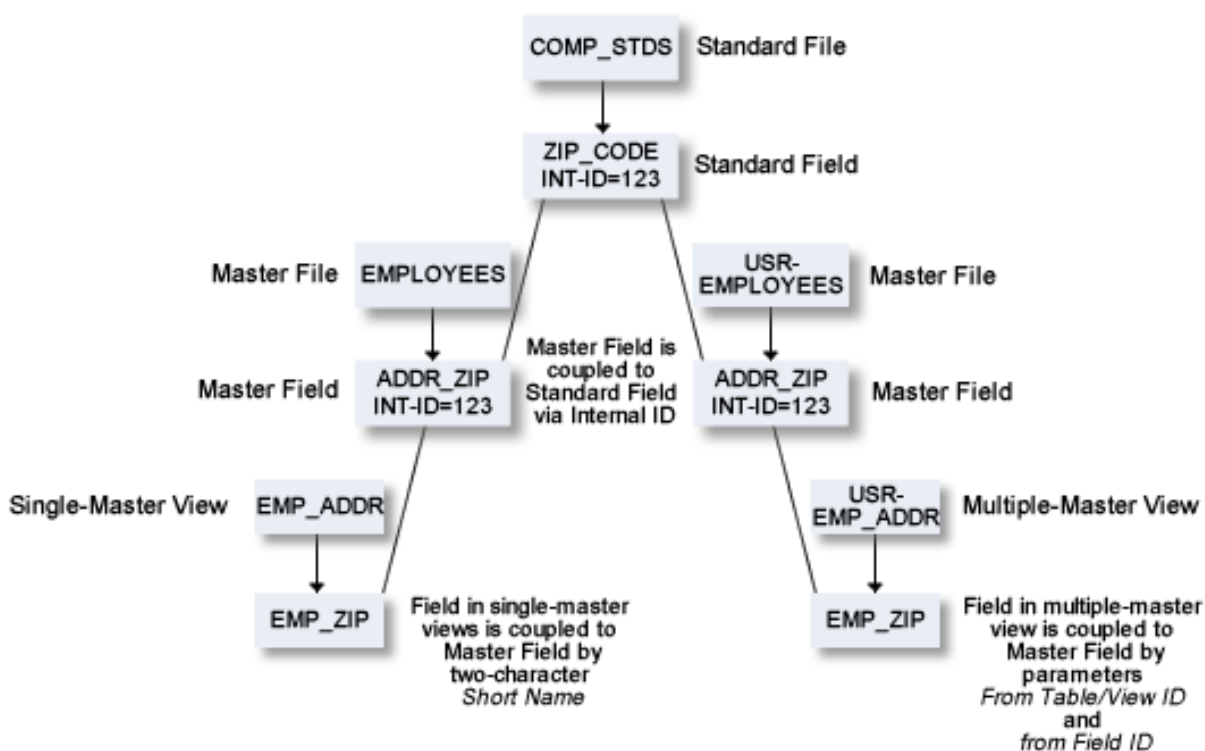 COMP_STDS
Standard File
ZIP_CODE
INT-ID=123
Standard Field
Master File
EMPLOYEES
USR-
EMPLOYEES
Master File
Master Field
ADDR_ZIP
INT-ID=123
Master Field is
coupled to
Standard Field
via Internal ID
ADDR_ZIP
INT-ID=123
Master Field
Single-Master View
EMP_ADDR
USR-
EMP_ADDR
Multiple-Master View
EMP_ZIP
Field in single-master
views is coupled to
Master Field by
two-character
Short Name
EMP_ZIP
Field in multiple-master
view is coupled to
Master Field by
parameters
From Table/View ID
and
from Field ID